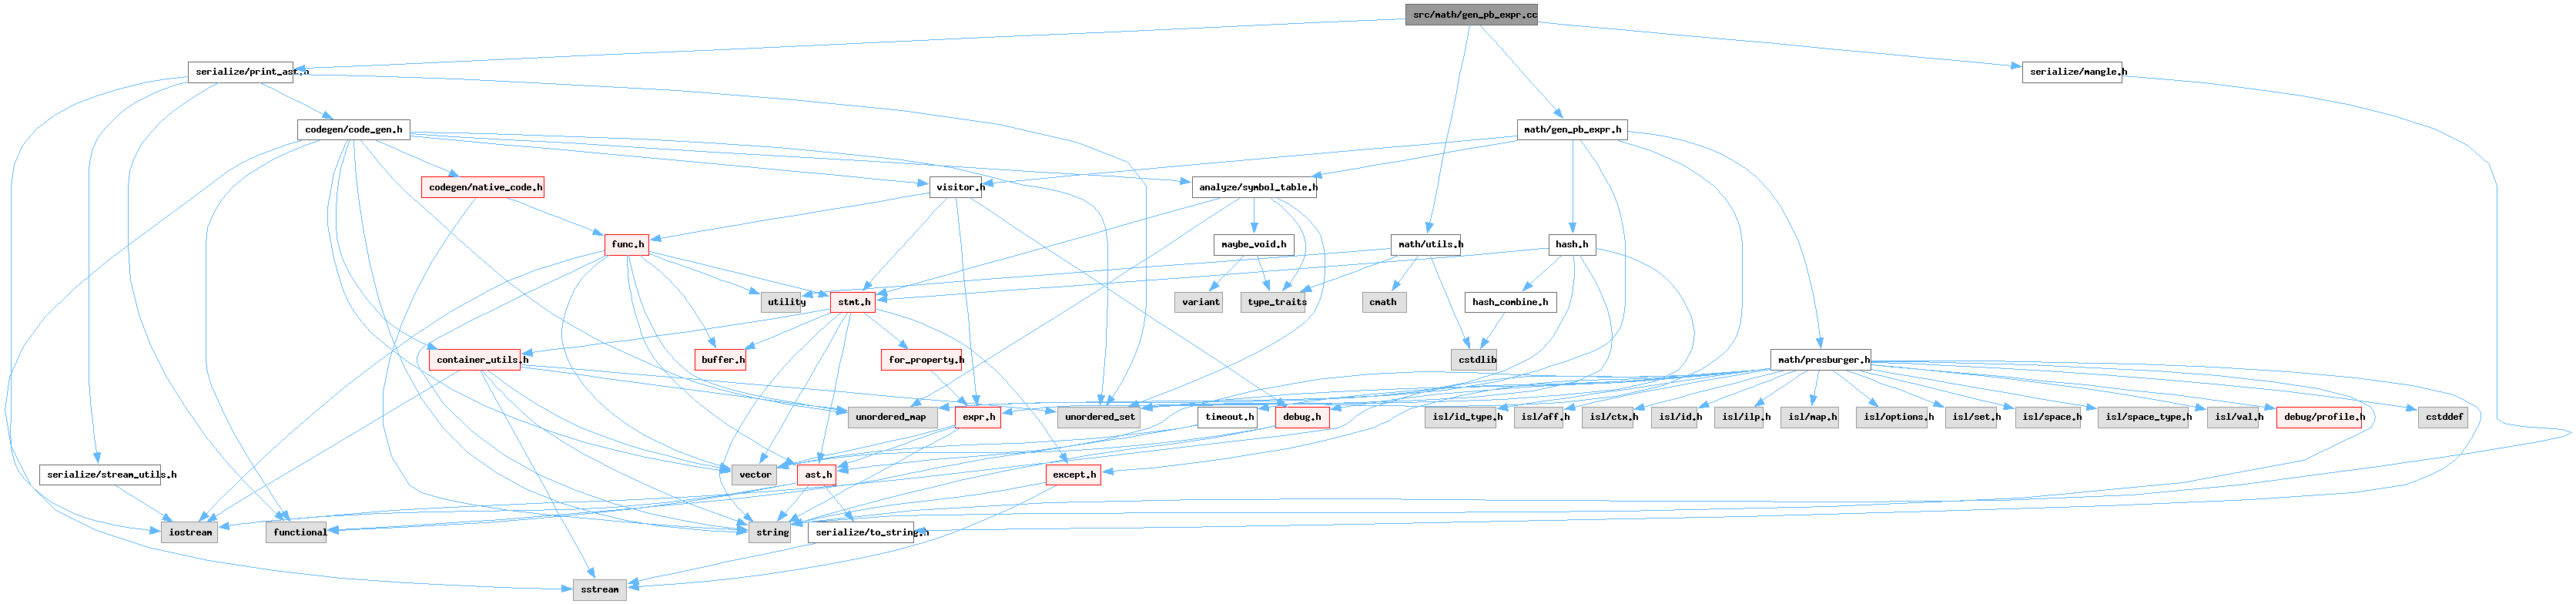 src/math/gen_pb_expr.cc
serialize/print_ast.h
serialize/mangle.h
codegen/code_gen.h
math/gen_pb_expr.h
codegen/native_code.h
visitor.h
analyze/symbol_table.h
func.h
maybe_void.h
math/utils.h
hash.h
utility
stmt.h
variant
type_traits
cmath
hash_combine.h
container_utils.h
buffer.h
for_property.h
cstdlib
math/presburger.h
unordered_map
expr.h
unordered_set
timeout.h
debug.h
isl/id_type.h
isl/aff.h
isl/ctx.h
isl/id.h
isl/ilp.h
isl/map.h
isl/options.h
isl/set.h
isl/space.h
isl/space_type.h
isl/val.h
debug/profile.h
cstddef
serialize/stream_utils.h
vector
ast.h
except.h
iostream
functional
string
serialize/to_string.h
sstream